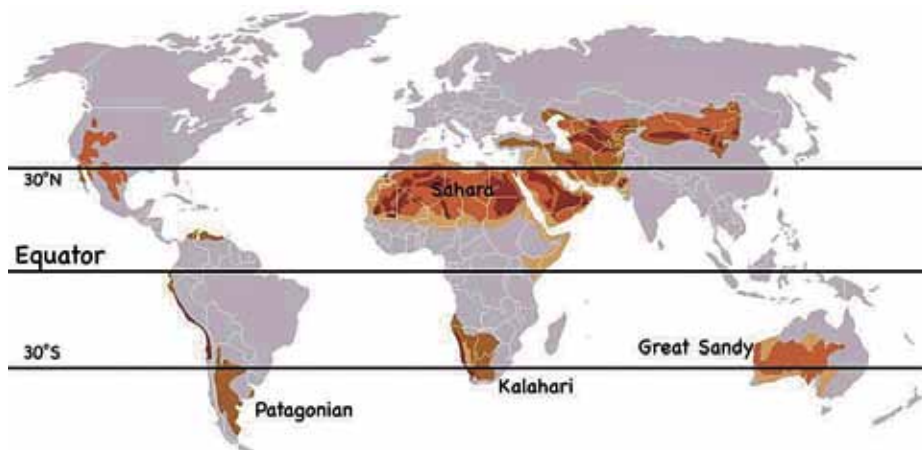 30°N
Sahara
Equator
30°S
Great Sandy
Kalahari
Patagonian